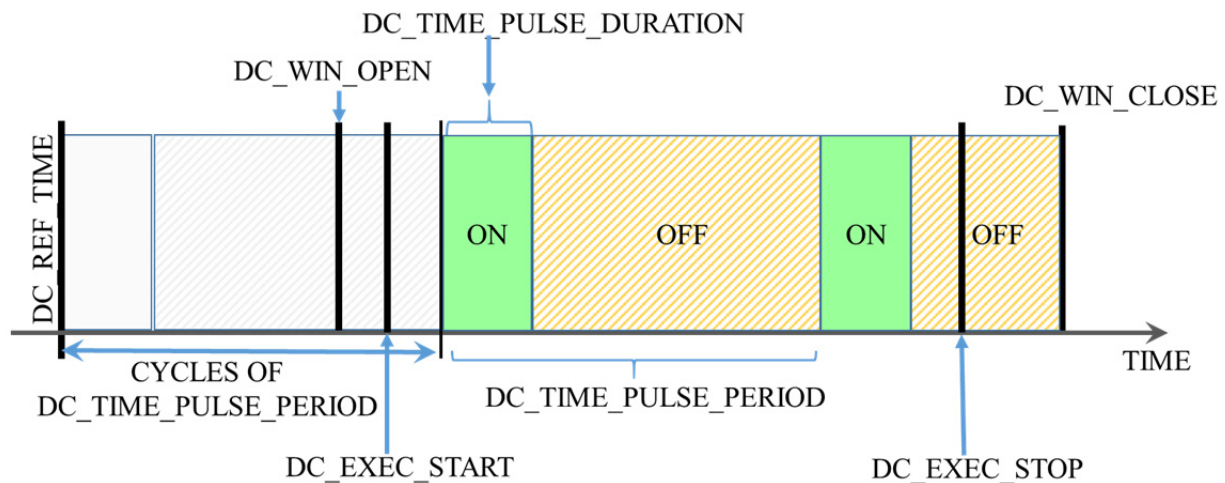 DC_TIME_PULSE_DURATION
DC_WIN_OPEN
DC_WIN_CLOSE
DC_REF_TIME
ON
OFF
ON
OFF
TIME
CYCLES OF
DC_TIME_PULSE_PERIOD
DC_TIME_PULSE_PERIOD
DC_EXEC_START
DC_EXEC_STOP